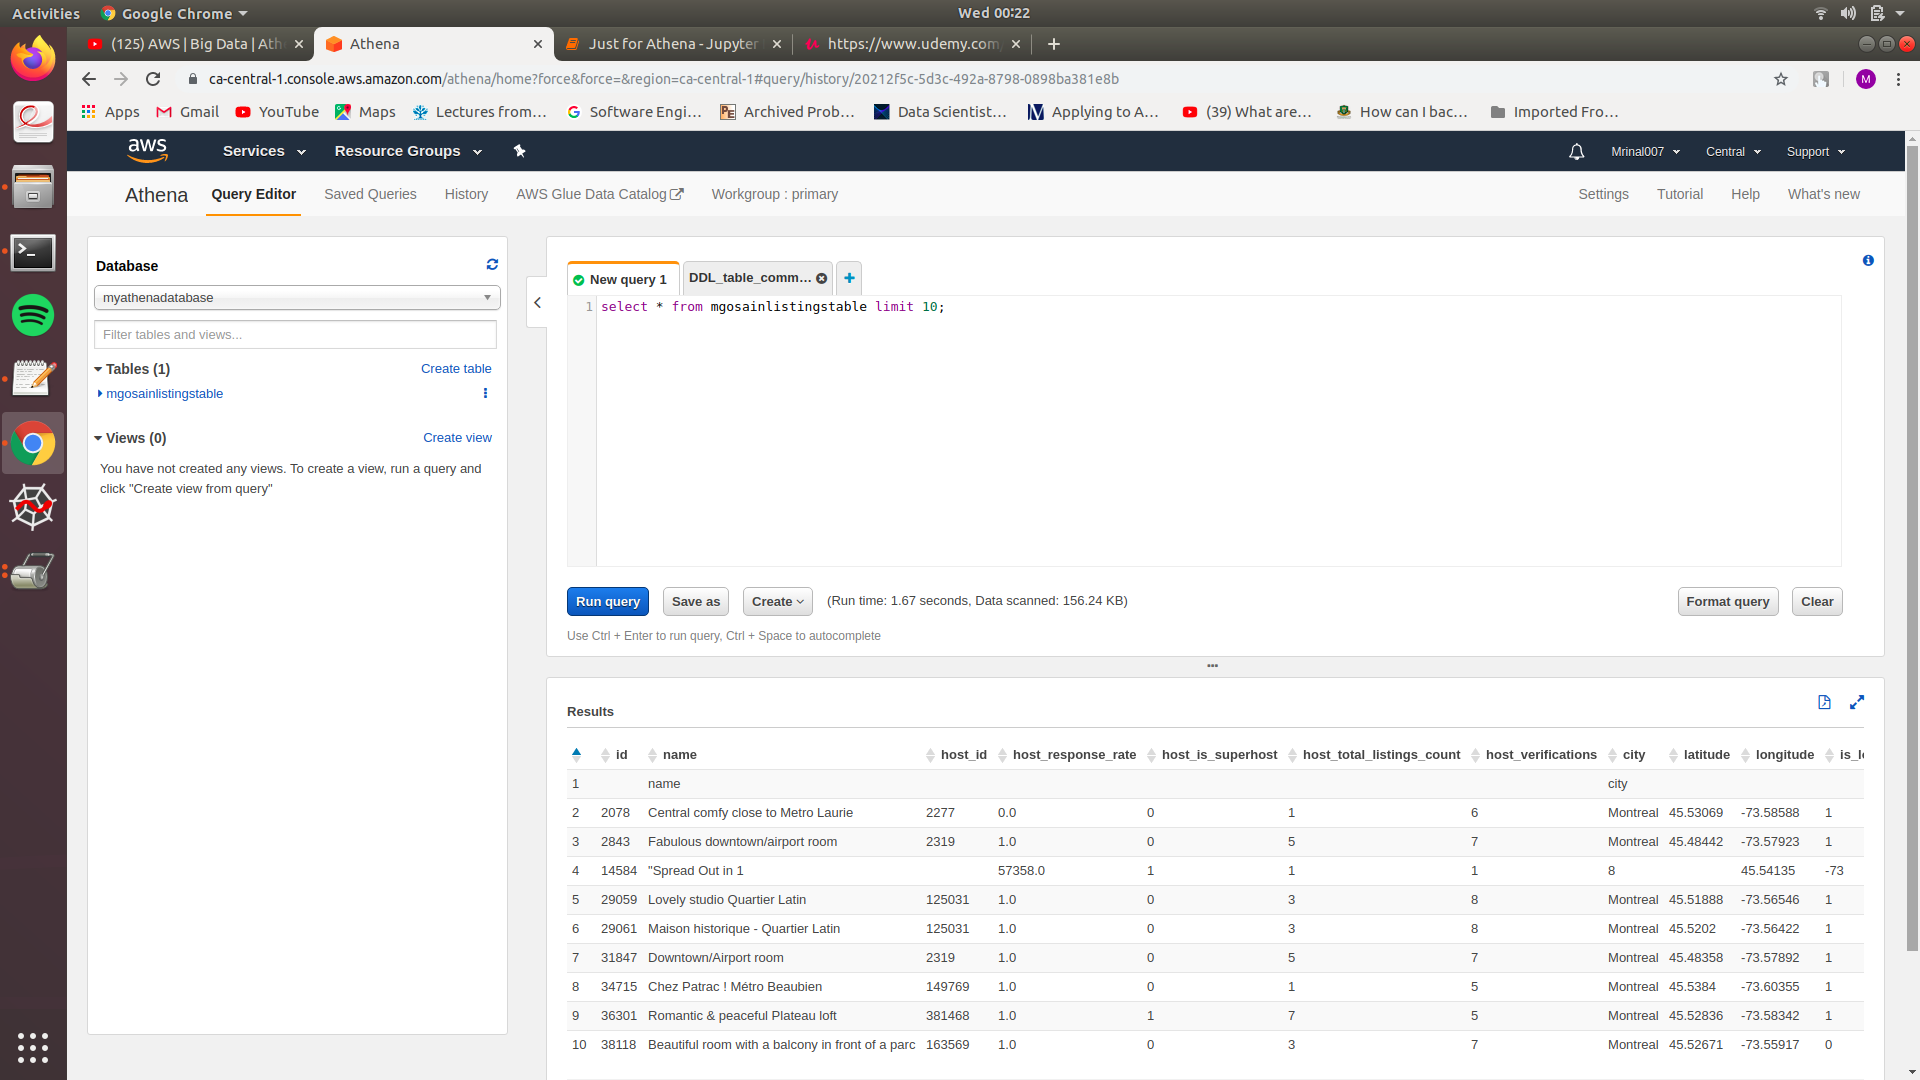 Activities Google Chrome Wed 00:22
(125) AWS | Big Data | Ath Athena Just for Athena - Jupyter https://www.udemy.com
ca-central-1.console.aws.amazon.com/athena/home?force&force=&region=ca-central-1#query/history/20212f5c-5d3c-492a-8798-0898ba381e8b M
Apps Gmail YouTube Maps Lectures from... Software Engi... Archived Prob... Data Scientist... Applying to A... (39) What are... How can I bac... Imported Fro...
aws Services Resource Groups Mrinal007 Central Support
Athena Query Editor Saved Queries History AWS Glue Data Catalog Workgroup : primary Settings Tutorial Help What's new
Database
myathenadatabase
Filter tables and views...
Tables (1) Create table
mgosainlistingstable
Views (0) Create view
You have not created any views. To create a view, run a query and
click "Create view from query"
New query 1 DDL_table_comm...
1 select * from mgosainlistingstable limit 10;
Run query Save as Create (Run time: 1.67 seconds, Data scanned: 156.24 KB) Format query Clear
Use Ctrl + Enter to run query, Ctrl + Space to autocomplete
Results
id name host_id host_response_rate host_is_superhost host_total_listings_count host_verifications city latitude longitude is_l
1 name city
2 2078 Central comfy close to Metro Laurie 2277 0.0 0 1 6 Montreal 45.53069 -73.58588 1
3 2843 Fabulous downtown/airport room 2319 1.0 0 5 7 Montreal 45.48442 -73.57923 1
4 14584 "Spread Out in 1 57358.0 1 1 1 8 45.54135 -73
5 29059 Lovely studio Quartier Latin 125031 1.0 0 3 8 Montreal 45.51888 -73.56546 1
6 29061 Maison historique - Quartier Latin 125031 1.0 0 3 8 Montreal 45.5202 -73.56422 1
7 31847 Downtown/Airport room 2319 1.0 0 5 7 Montreal 45.48358 -73.57892 1
8 34715 Chez Patrac ! Métro Beaubien 149769 1.0 0 1 5 Montreal 45.5384 -73.60355 1
9 36301 Romantic & peaceful Plateau loft 381468 1.0 1 7 5 Montreal 45.52836 -73.58342 1
10 38118 Beautiful room with a balcony in front of a parc 163569 1.0 0 3 7 Montreal 45.52671 -73.55917 0